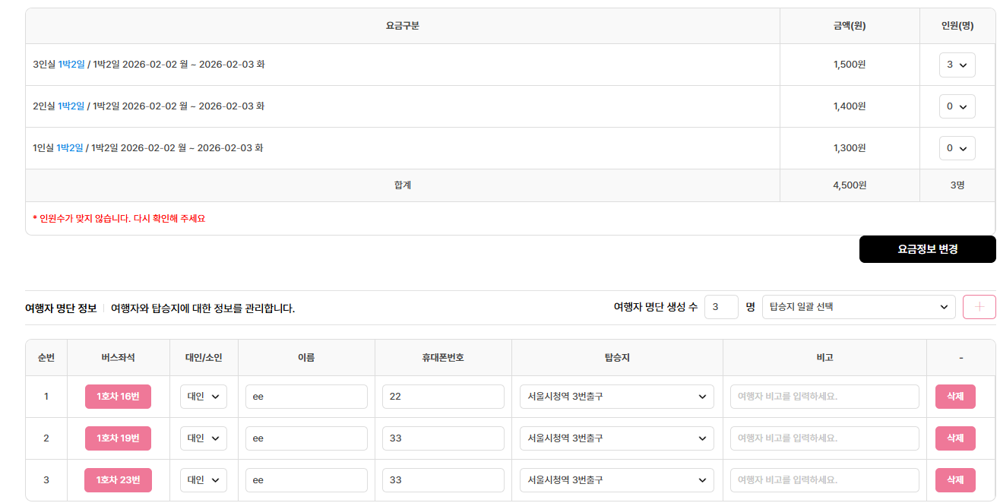 요금구분 금액(원) 인원(명)
3인실 1박2일 / 1박2일 2026-02-02 월 ~ 2026-02-03 화 1,500원 3
2인실 1박2일 / 1박2일 2026-02-02 월 ~ 2026-02-03 화 1,400원 0
1인실 1박2일 / 1박2일 2026-02-02 월 ~ 2026-02-03 화 1,300원 0
합계 4,500원 3명
* 인원수가 맞지 않습니다. 다시 확인해 주세요
요금정보 변경
여행자 명단 정보 여행자와 탑승지에 대한 정보를 관리합니다. 여행자 명단 생성 수 3 명 탑승지 일괄 선택 +
순번 버스좌석 대인/소인 이름 휴대폰번호 탑승지 비고 -
1 1호차 16번 대인 ee 22 서울시청역 3번출구 여행자 비고를 입력하세요. 삭제
2 1호차 19번 대인 ee 33 서울시청역 3번출구 여행자 비고를 입력하세요. 삭제
3 1호차 23번 대인 ee 33 서울시청역 3번출구 여행자 비고를 입력하세요. 삭제